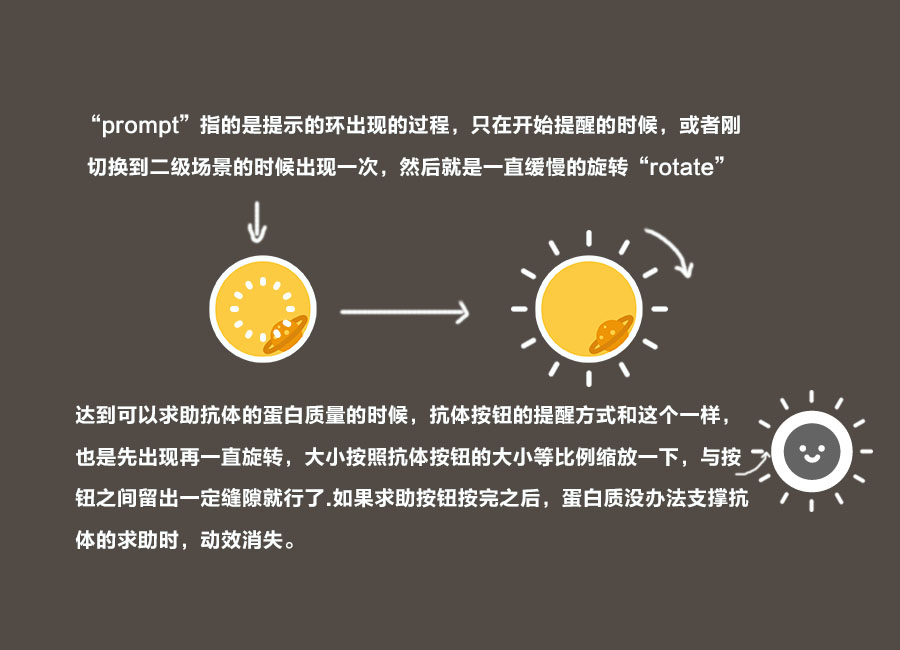 “prompt”指的是提示的环出现的过程，只在开始提醒的时候，或者刚
切换到二级场景的时候出现一次，然后就是一直缓慢的旋转“rotate”
达到可以求助抗体的蛋白质量的时候，抗体按钮的提醒方式和这个一样，
也是先出现再一直旋转，大小按照抗体按钮的大小等比例缩放一下，与按
钮之间留出一定缝隙就行了.如果求助按钮按完之后，蛋白质没办法支撑抗
体的求助时，动效消失。